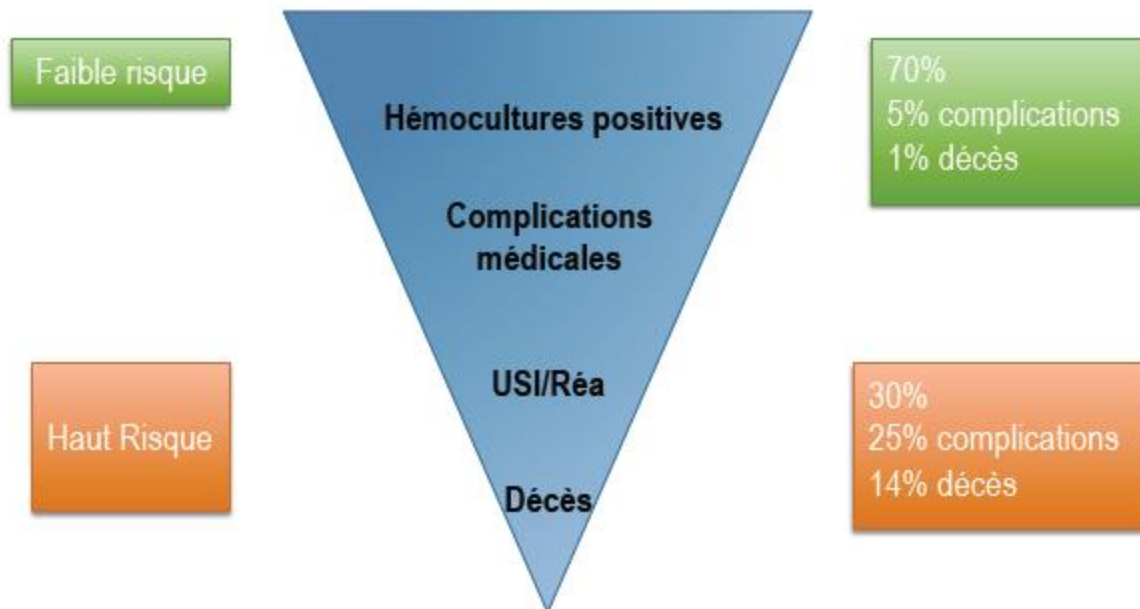 Faible risque
Hémocultures positives
Complications
médicales
USI/Réa
Décès
Haut Risque
70%
5% complications
1% décès
30%
25% complications
14% décès